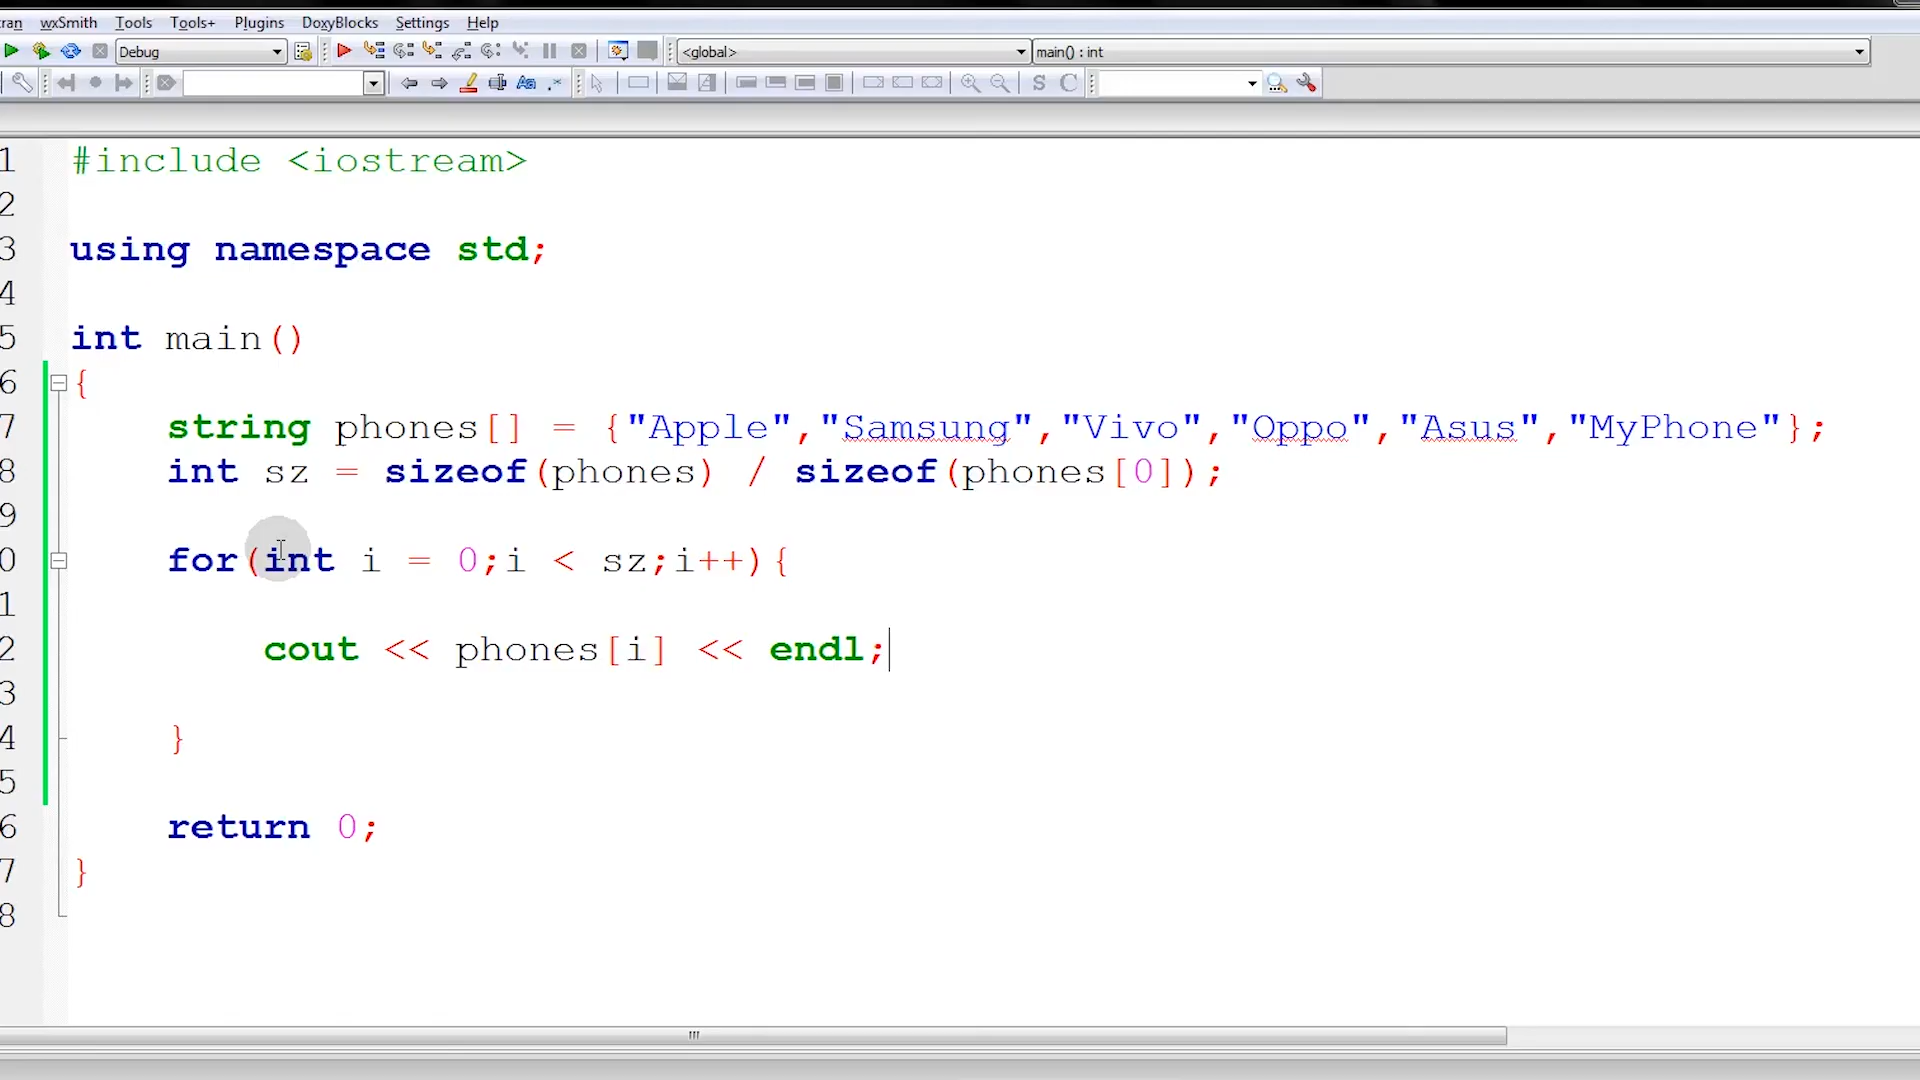 tran wxSmith Tools Tools+ Plugins DoxyBlocks Settings Help
Debug <global> main() : int
S C
1 #include <iostream>
2
3 using namespace std;
4
5 int main()
6 {
7 string phones[] = {"Apple","Samsung","Vivo","Oppo","Asus","MyPhone"};
8 int sz = sizeof(phones) / sizeof(phones[0]);
9
0 for(int i = 0;i < sz;i++){
1
2 cout << phones[i] << endl;
3
4 }
5
6 return 0;
7 }
8